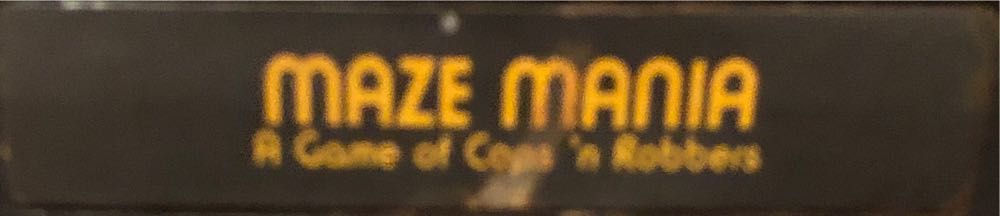 MAZE MANIA
A Game of Cops 'n Robbers